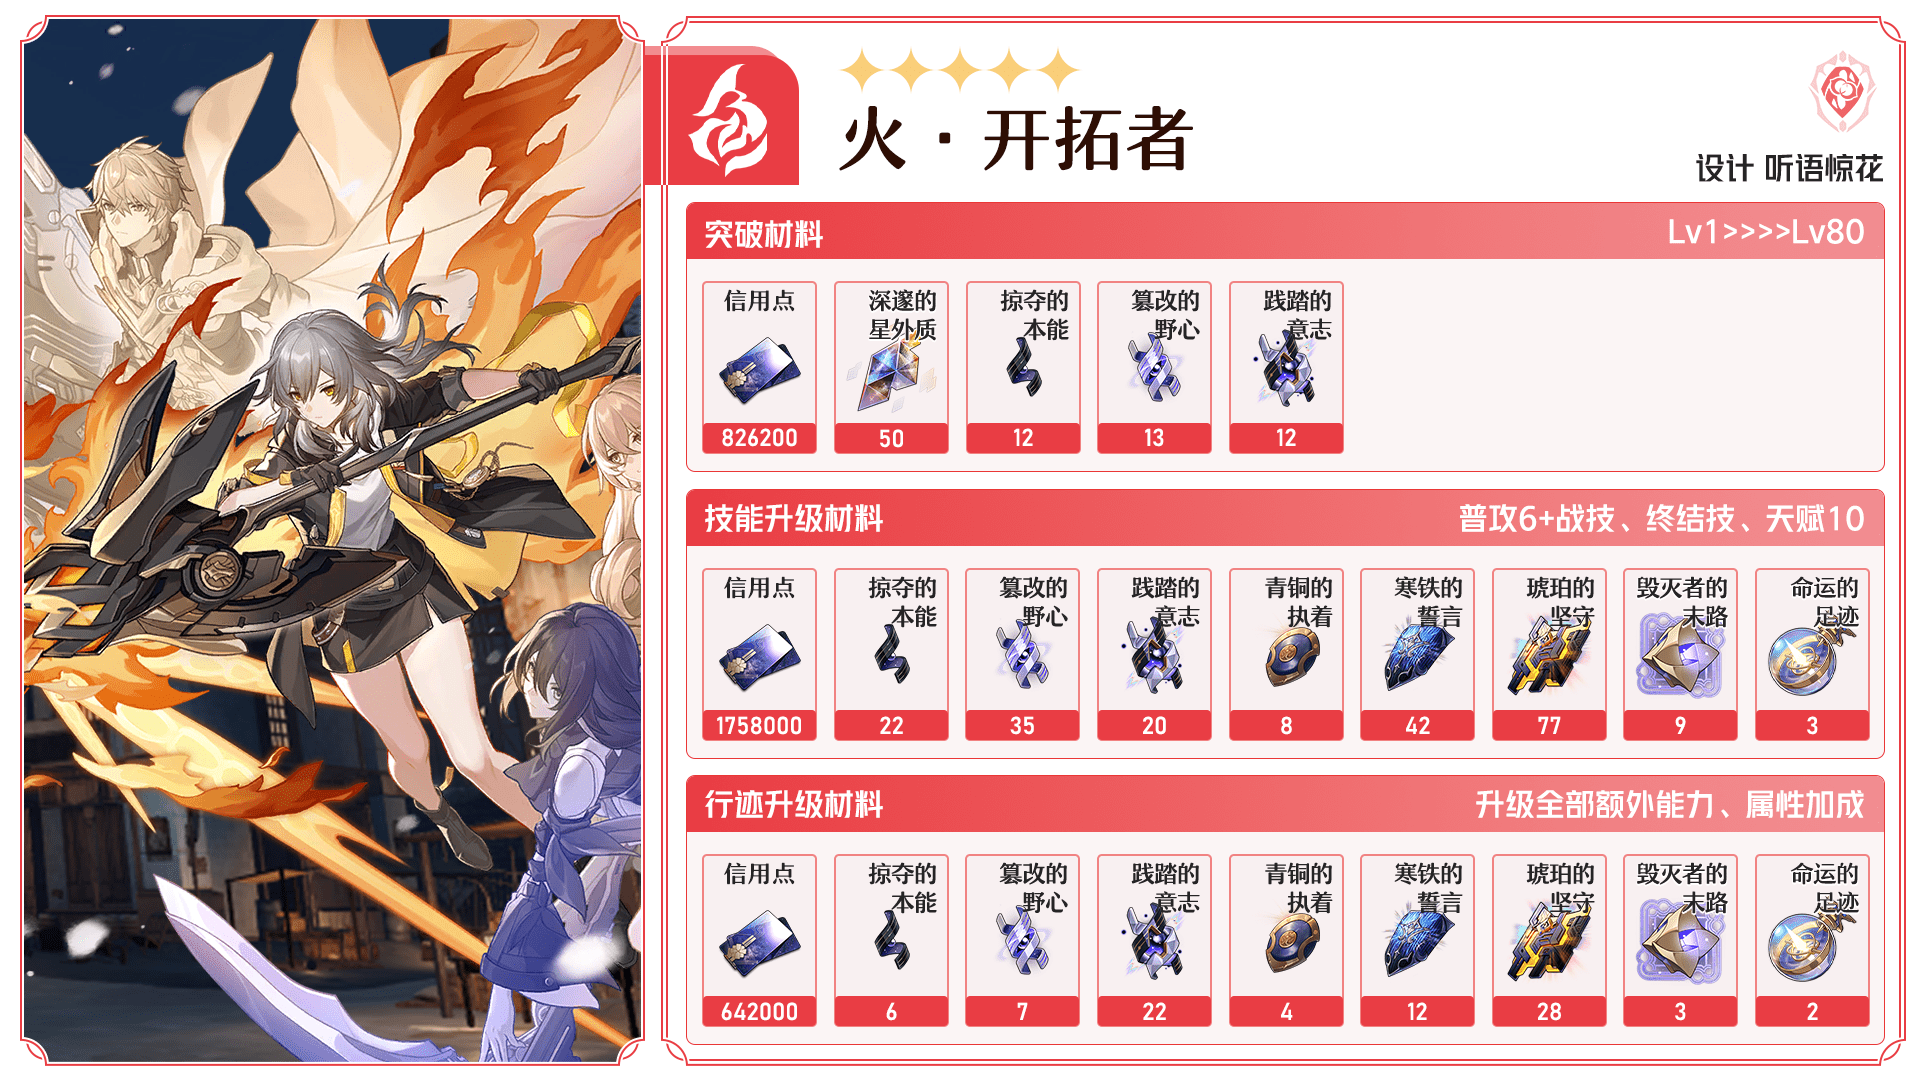 火·开拓者
设计 听语惊花
突破材料
Lv1>>>>Lv80
信用点
826200
深邃的
星外质
50
掠夺的
本能
12
篡改的
野心
13
践踏的
意志
12
技能升级材料
普攻6+战技、终结技、天赋10
信用点
1758000
掠夺的
本能
22
篡改的
野心
35
践踏的
意志
20
青铜的
执着
8
寒铁的
誓言
42
琥珀的
坚守
77
毁灭者的
末路
9
命运的
足迹
3
行迹升级材料
升级全部额外能力、属性加成
信用点
642000
掠夺的
本能
6
篡改的
野心
7
践踏的
意志
22
青铜的
执着
4
寒铁的
誓言
12
琥珀的
坚守
28
毁灭者的
末路
3
命运的
足迹
2